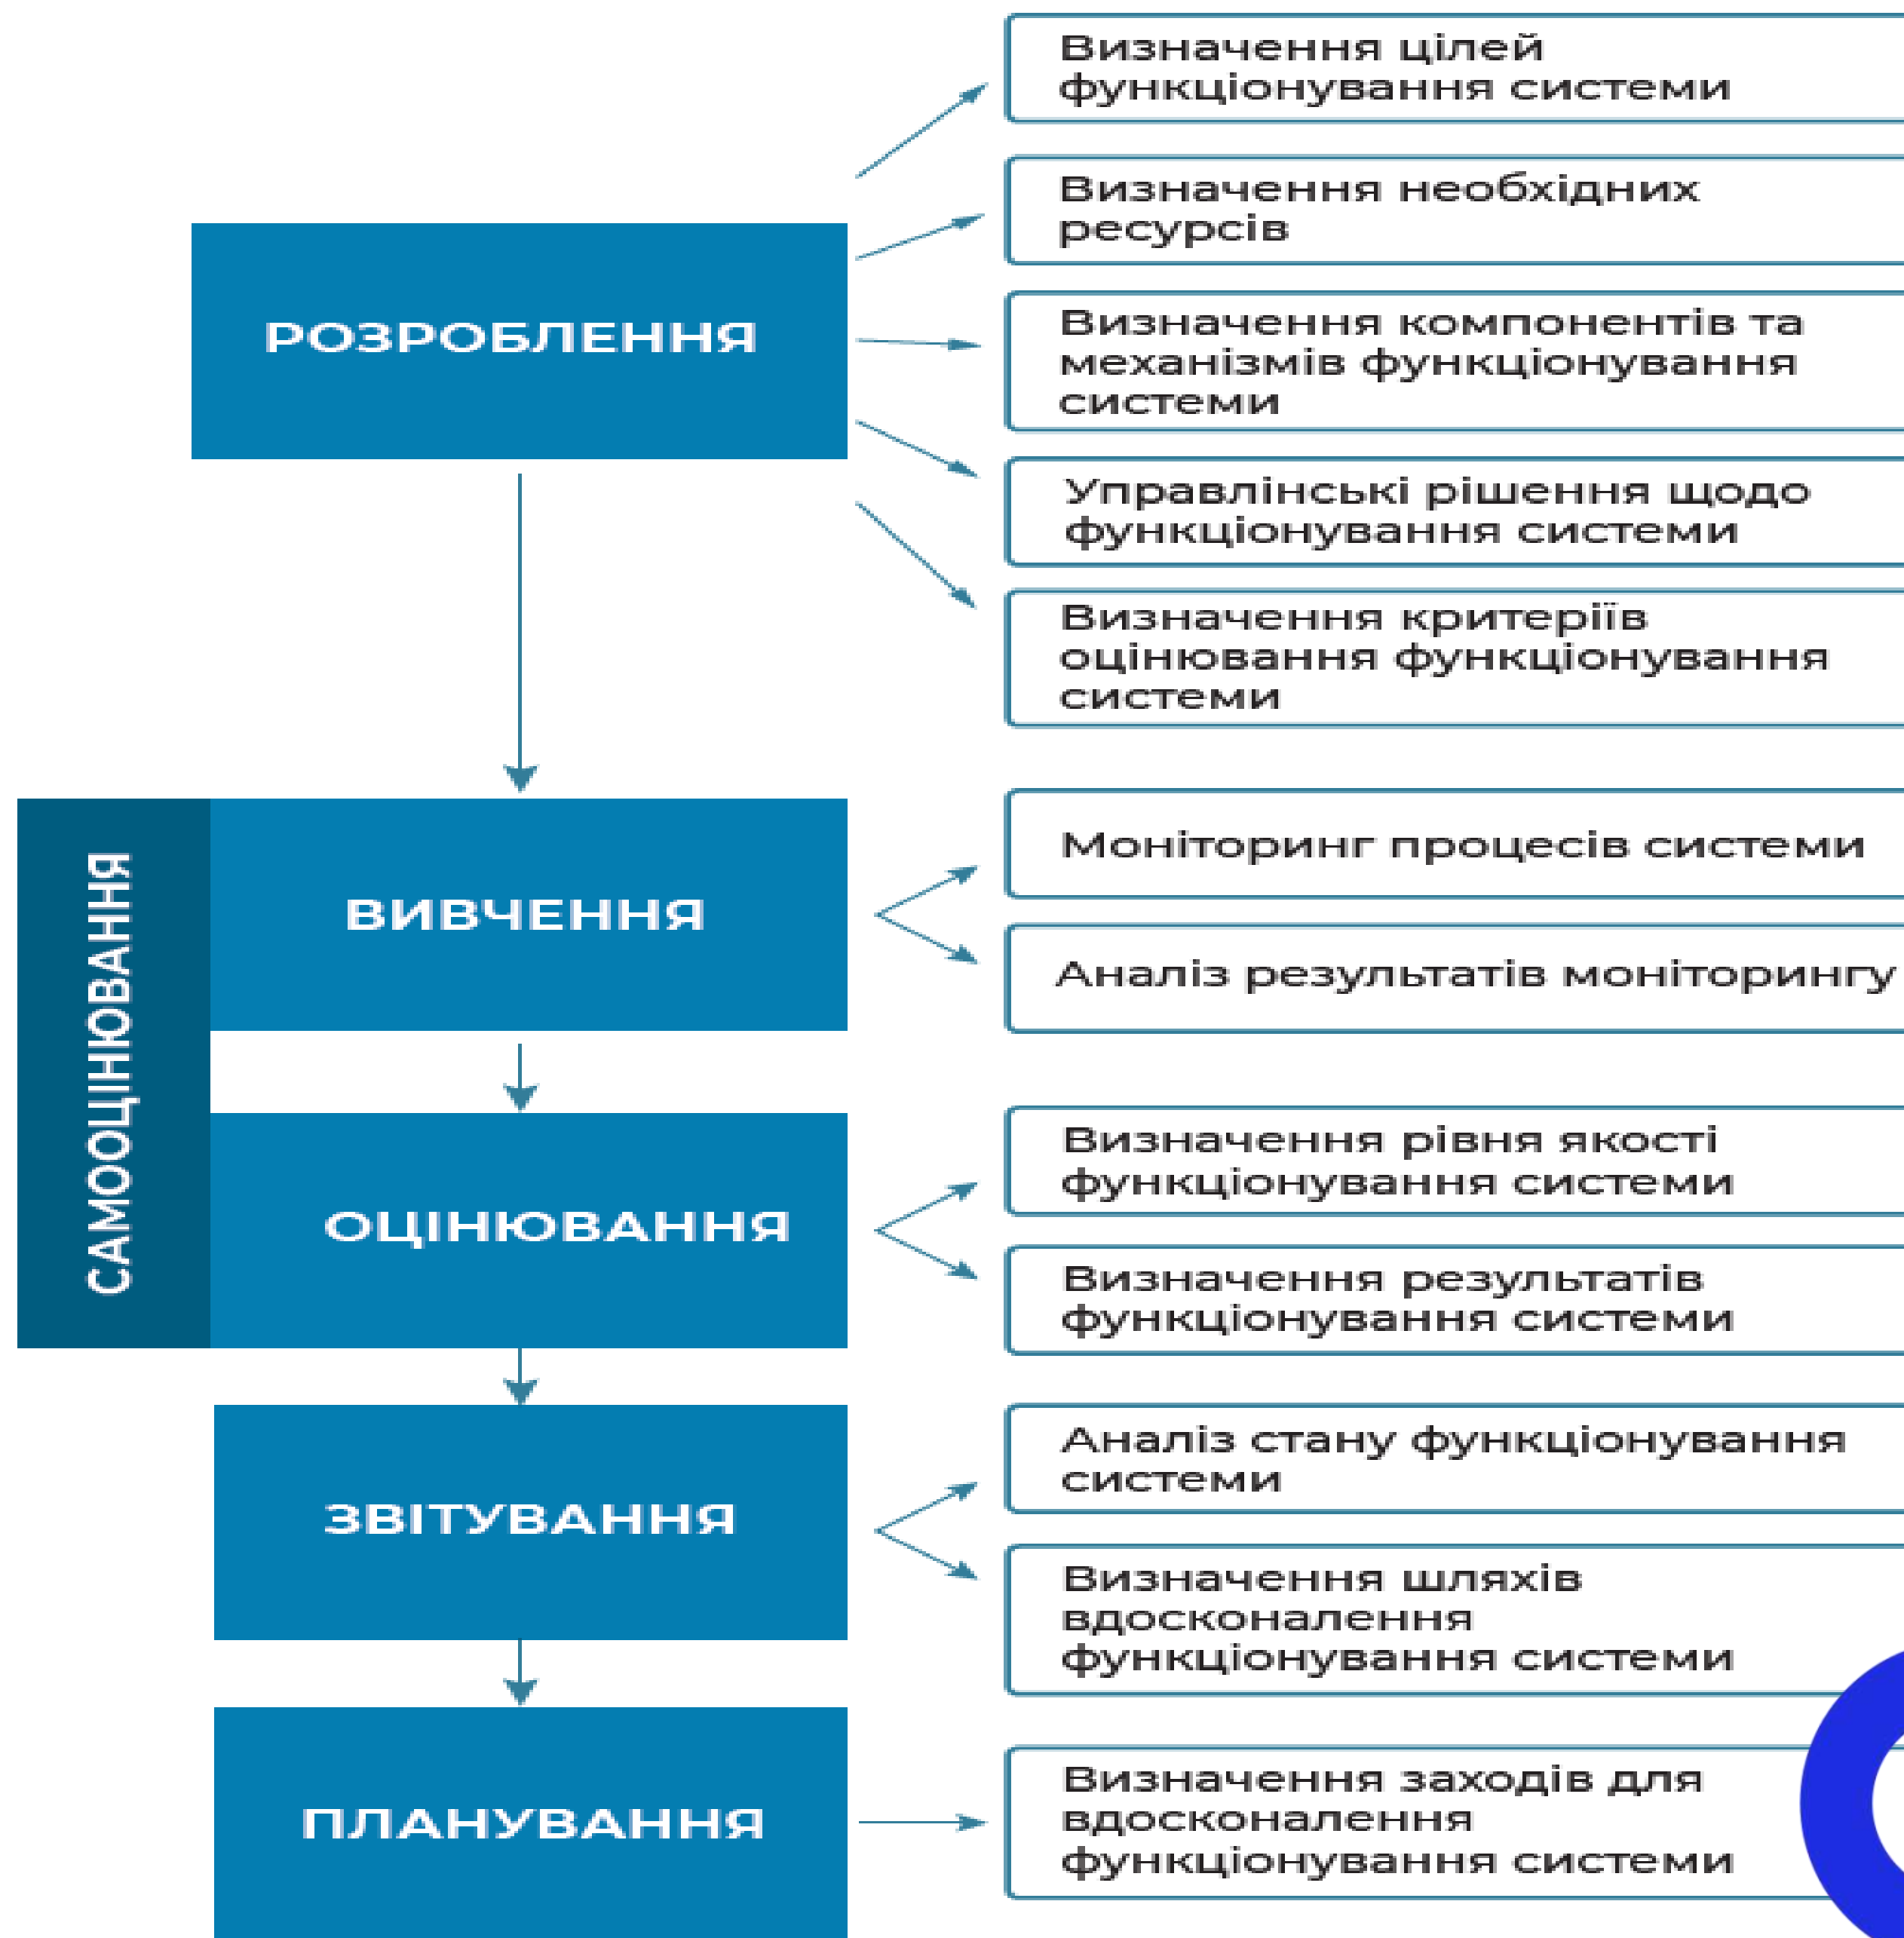 РОЗРОБЛЕННЯ
Визначення цілей
функціонування системи
Визначення необхідних
ресурсів
Визначення компонентів та
механізмів функціонування
системи
Управлінські рішення щодо
функціонування системи
Визначення критеріїв
оцінювання функціонування
системи
САМООЦІНЮВАННЯ
ВИВЧЕННЯ
Моніторинг процесів системи
Аналіз результатів моніторингу
ОЦІНЮВАННЯ
Визначення рівня якості
функціонування системи
Визначення результатів
функціонування системи
ЗВІТУВАННЯ
Аналіз стану функціонування
системи
Визначення шляхів
вдосконалення
функціонування системи
ПЛАНУВАННЯ
Визначення заходів для
вдосконалення
функціонування системи